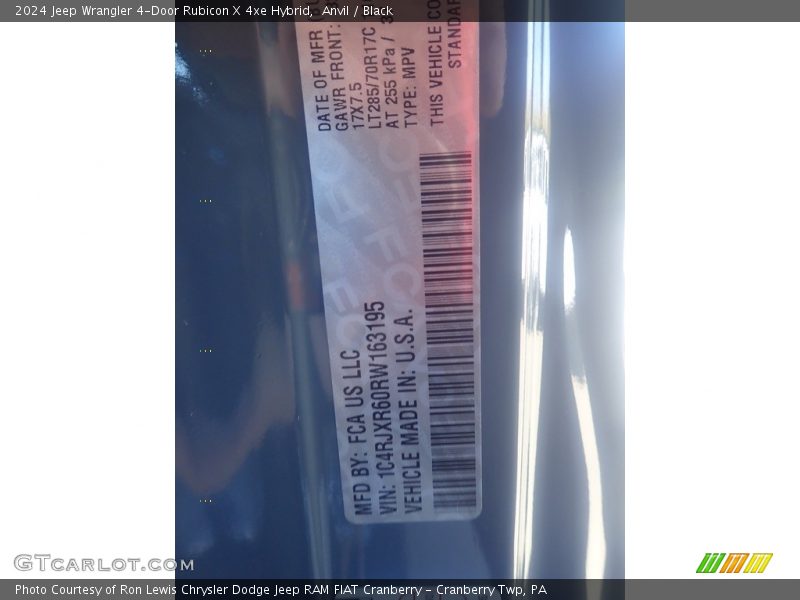 2024 Jeep Wrangler 4-Door Rubicon X 4xe Hybrid, Anvil / Black
MFD BY: FCA US LLC
DATE OF MFR
VIN: 1C4RJXR60RW163195
GAWR FRONT:
VEHICLE MADE IN: U.S.A.
17X7.5
LT285/70R17C
AT 255 kPa /
TYPE: MPV
THIS VEHICLE CO
STANDAR
GTCARLOT.COM
Photo Courtesy of Ron Lewis Chrysler Dodge Jeep RAM FIAT Cranberry - Cranberry Twp, PA